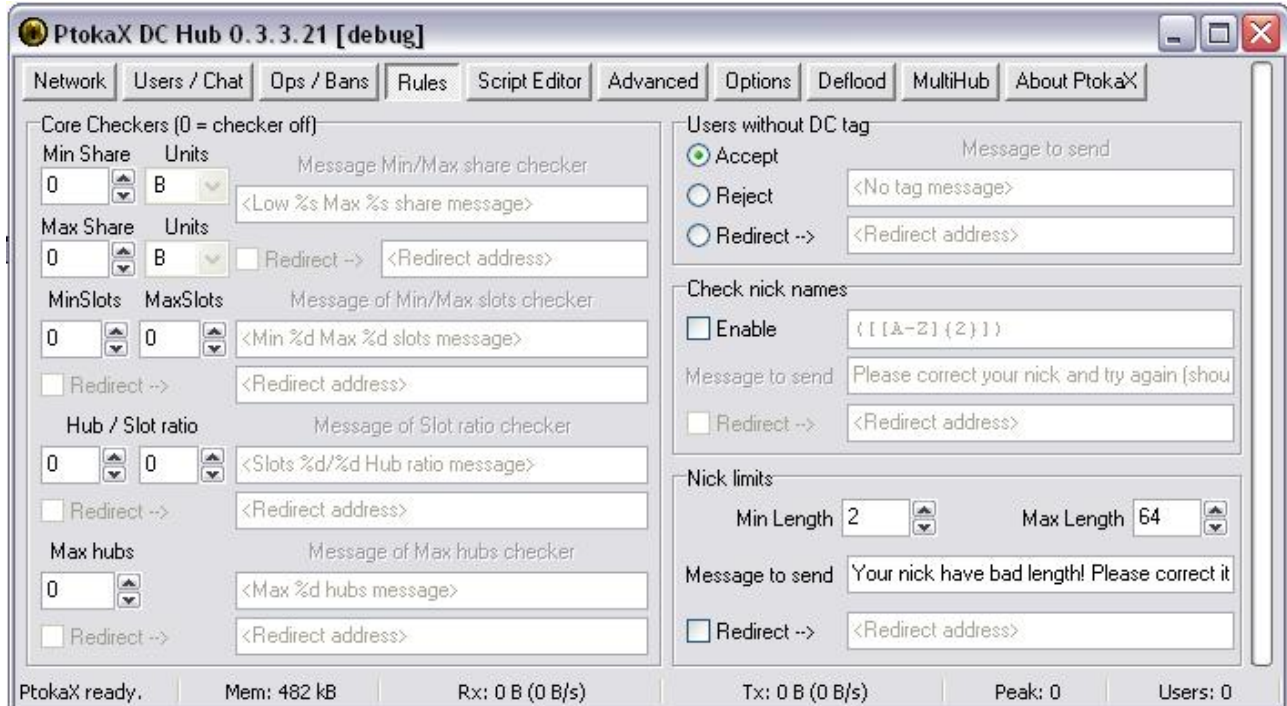 PtokaX DC Hub 0.3.3.21 [debug]
Network Users / Chat Ops / Bans Rules Script Editor Advanced Options Deflood MultiHub About PtokaX
Core Checkers (0 = checker off)
Min Share Units Message Min/Max share checker
0 B <Low %s Max %s share message>
Max Share Units
0 B Redirect --> <Redirect address>
MinSlots MaxSlots Message of Min/Max slots checker
0 0 <Min %d Max %d slots message>
Redirect --> <Redirect address>
Hub / Slot ratio Message of Slot ratio checker
0 0 <Slots %d/%d Hub ratio message>
Redirect --> <Redirect address>
Max hubs Message of Max hubs checker
0 <Max %d hubs message>
Redirect --> <Redirect address>
Users without DC tag
Accept Message to send
Reject <No tag message>
Redirect --> <Redirect address>
Check nick names
Enable ([[A-Z]{2}])
Message to send Please correct your nick and try again (shou
Redirect --> <Redirect address>
Nick limits
Min Length 2 Max Length 64
Message to send Your nick have bad length! Please correct it
Redirect --> <Redirect address>
PtokaX ready. Mem: 482 kB Rx: 0 B (0 B/s) Tx: 0 B (0 B/s) Peak: 0 Users: 0